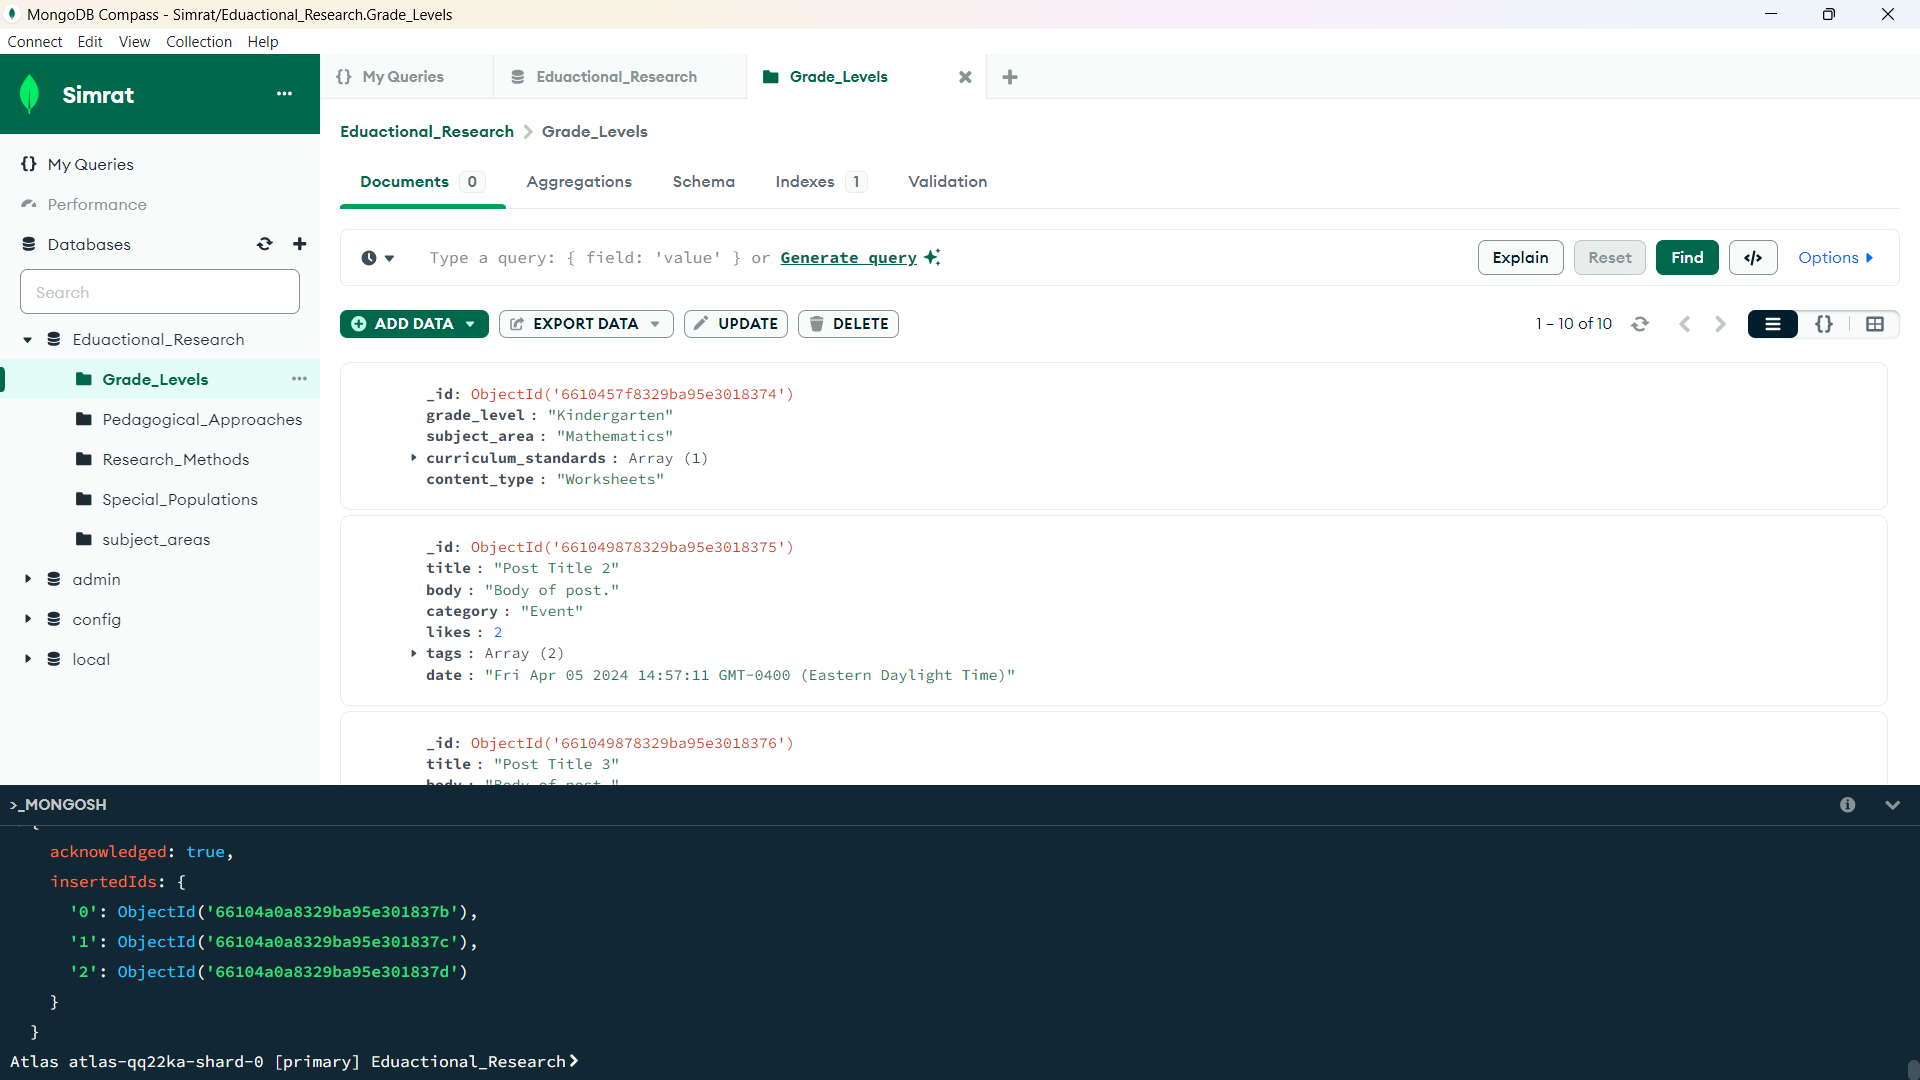 MongoDB Compass - Simrat/Eduactional_Research.Grade_Levels
Connect Edit View Collection Help
Simrat
My Queries
Performance
Databases
Search
Eduactional_Research
Grade_Levels
Pedagogical_Approaches
Research_Methods
Special_Populations
subject_areas
admin
config
local
{} My Queries Eduactional_Research Grade_Levels
Eduactional_Research > Grade_Levels
Documents 0 Aggregations Schema Indexes 1 Validation
Type a query: { field: 'value' } or Generate query
Explain Reset Find </> Options
ADD DATA EXPORT DATA UPDATE DELETE
1 – 10 of 10
_id: ObjectId('6610457f8329ba95e3018374')
grade_level : "Kindergarten"
subject_area : "Mathematics"
curriculum_standards : Array (1)
content_type : "Worksheets"
_id: ObjectId('661049878329ba95e3018375')
title : "Post Title 2"
body : "Body of post."
category : "Event"
likes : 2
tags : Array (2)
date : "Fri Apr 05 2024 14:57:11 GMT-0400 (Eastern Daylight Time)"
_id: ObjectId('661049878329ba95e3018376')
title : "Post Title 3"
body : "Body of post."
>_MONGOSH
{
acknowledged: true,
insertedIds: {
'0': ObjectId('66104a0a8329ba95e301837b'),
'1': ObjectId('66104a0a8329ba95e301837c'),
'2': ObjectId('66104a0a8329ba95e301837d')
}
}
Atlas atlas-qq22ka-shard-0 [primary] Eduactional_Research>